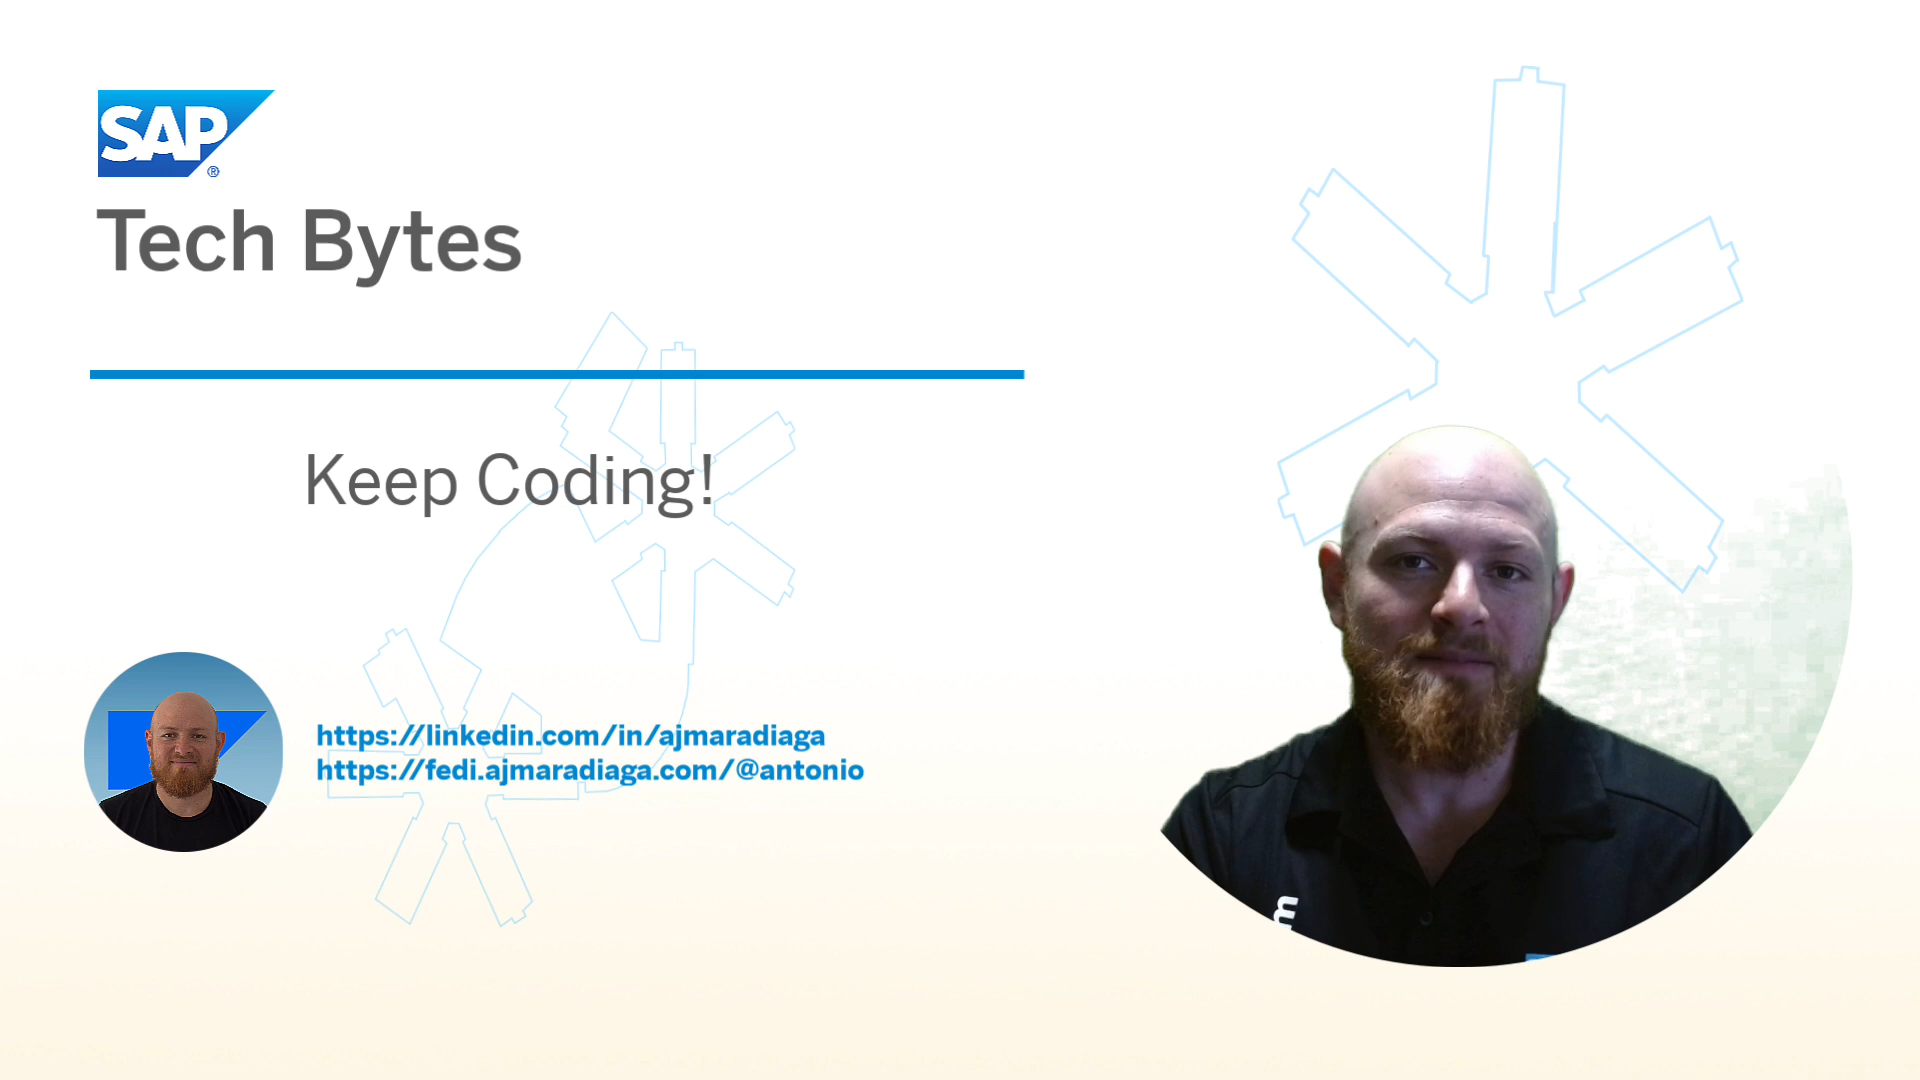 SAP
®
Tech Bytes
Keep Coding!
https://linkedin.com/in/ajmaradiaga
https://fedi.ajmaradiaga.com/@antonio
m